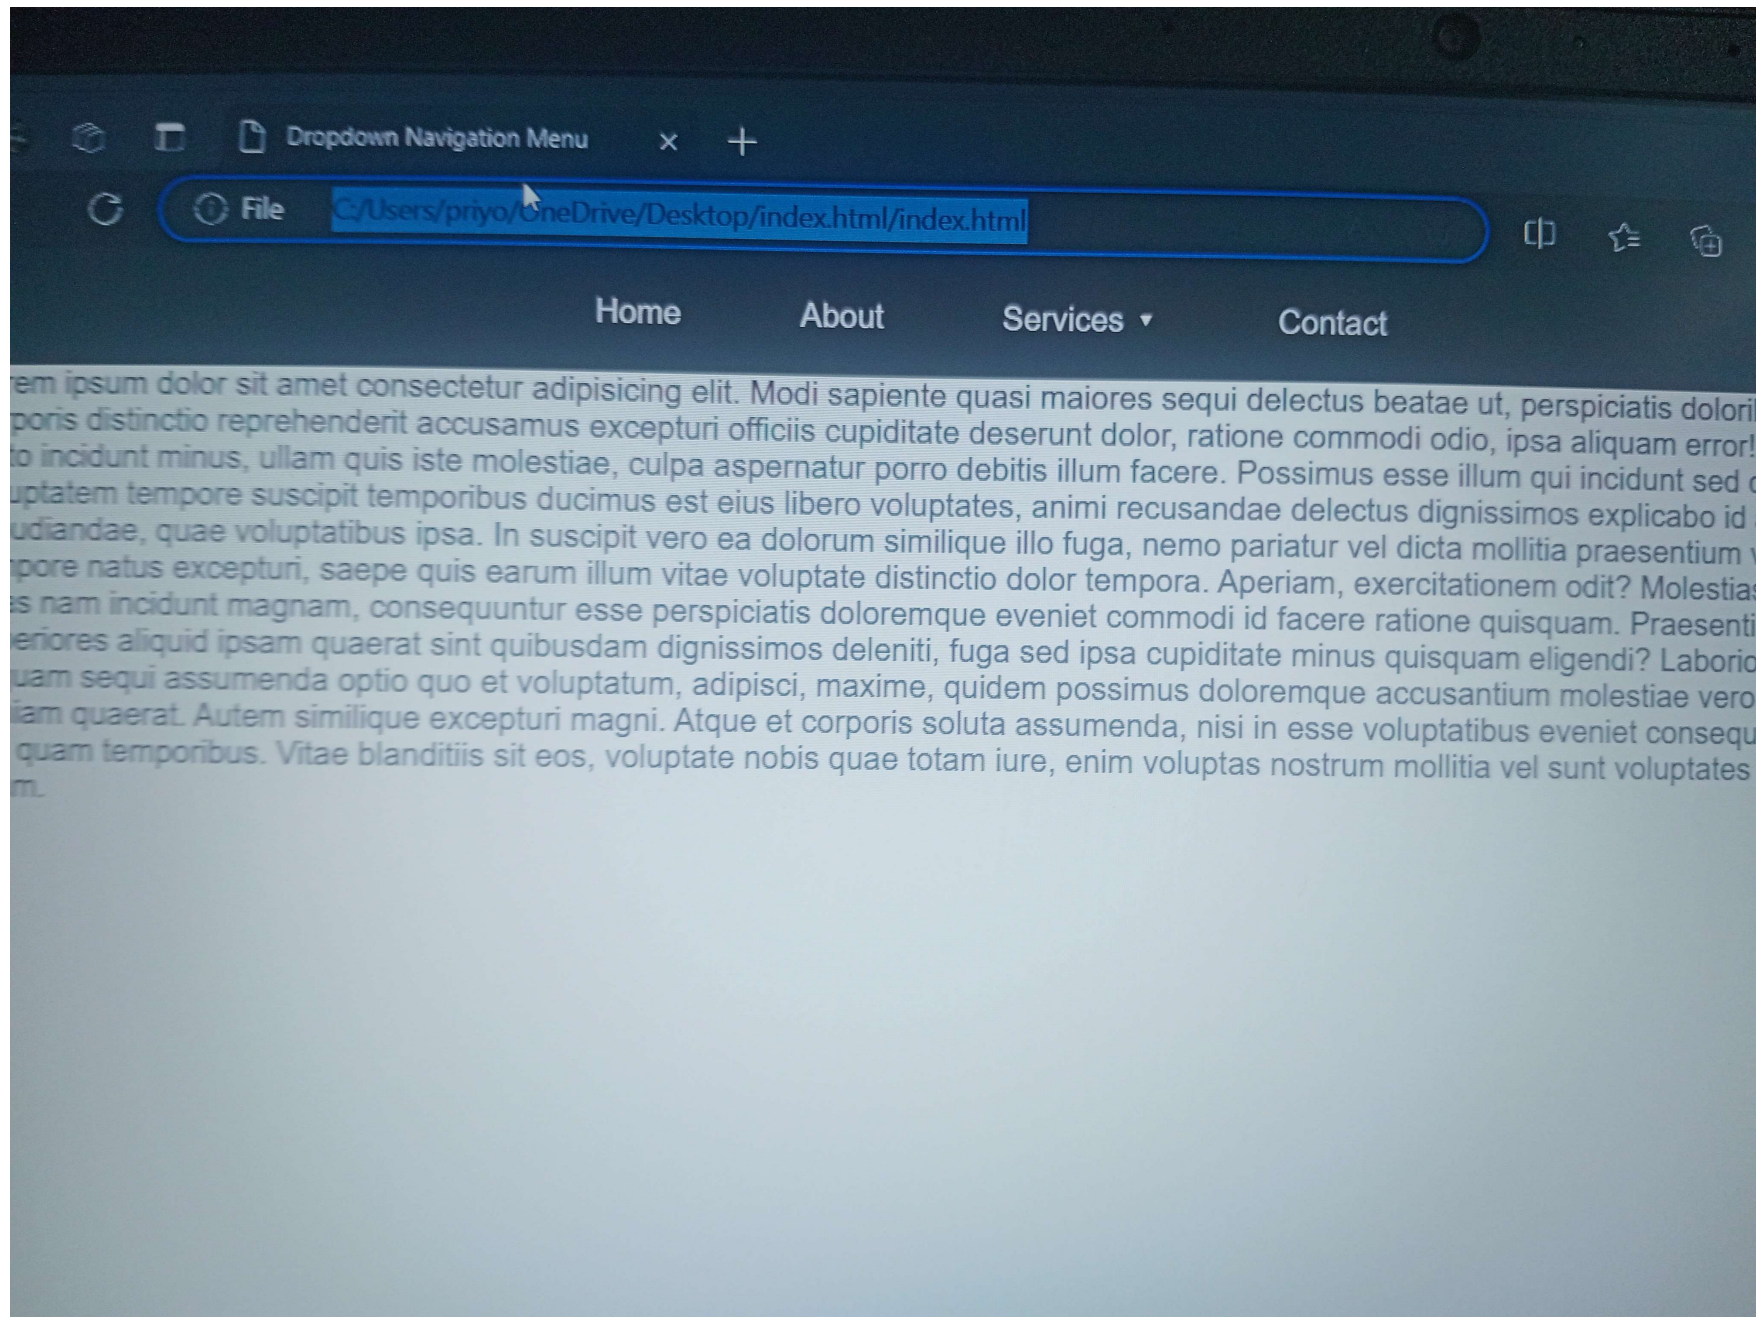 Dropdown Navigation Menu
File C:/Users/priyo/OneDrive/Desktop/index.html/index.html
Home About Services ▾ Contact
em ipsum dolor sit amet consectetur adipisicing elit. Modi sapiente quasi maiores sequi delectus beatae ut, perspiciatis dolori
poris distinctio reprehenderit accusamus excepturi officiis cupiditate deserunt dolor, ratione commodi odio, ipsa aliquam error!
to incidunt minus, ullam quis iste molestiae, culpa aspernatur porro debitis illum facere. Possimus esse illum qui incidunt sed
uptatem tempore suscipit temporibus ducimus est eius libero voluptates, animi recusandae delectus dignissimos explicabo id
udiandae, quae voluptatibus ipsa. In suscipit vero ea dolorum similique illo fuga, nemo pariatur vel dicta mollitia praesentium
pore natus excepturi, saepe quis earum illum vitae voluptate distinctio dolor tempora. Aperiam, exercitationem odit? Molestias
s nam incidunt magnam, consequuntur esse perspiciatis doloremque eveniet commodi id facere ratione quisquam. Praesenti
eriores aliquid ipsam quaerat sint quibusdam dignissimos deleniti, fuga sed ipsa cupiditate minus quisquam eligendi? Laborio
uam sequi assumenda optio quo et voluptatum, adipisci, maxime, quidem possimus doloremque accusantium molestiae vero
iam quaerat. Autem similique excepturi magni. Atque et corporis soluta assumenda, nisi in esse voluptatibus eveniet consequ
quam temporibus. Vitae blanditiis sit eos, voluptate nobis quae totam iure, enim voluptas nostrum mollitia vel sunt voluptates
m.